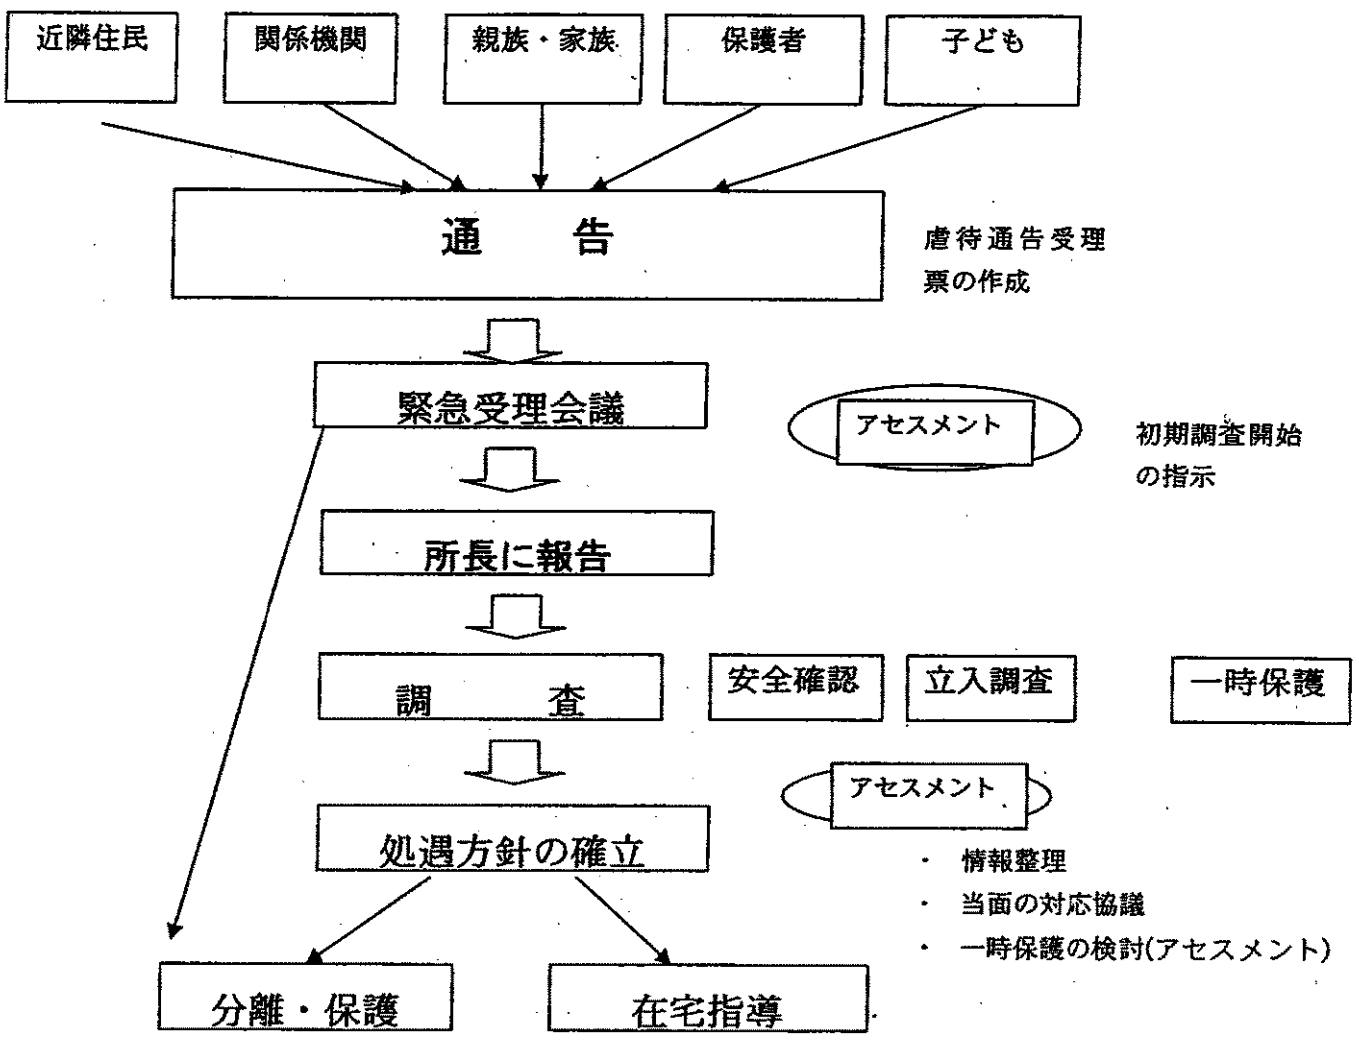 近隣住民
関係機関
親族・家族
保護者
子ども
通　告
虐待通告受理
票の作成
緊急受理会議
アセスメント
初期調査開始
の指示
所長に報告
調　査
安全確認
立入調査
一時保護
アセスメント
処遇方針の確立
・ 情報整理
・ 当面の対応協議
・ 一時保護の検討(アセスメント)
分離・保護
在宅指導